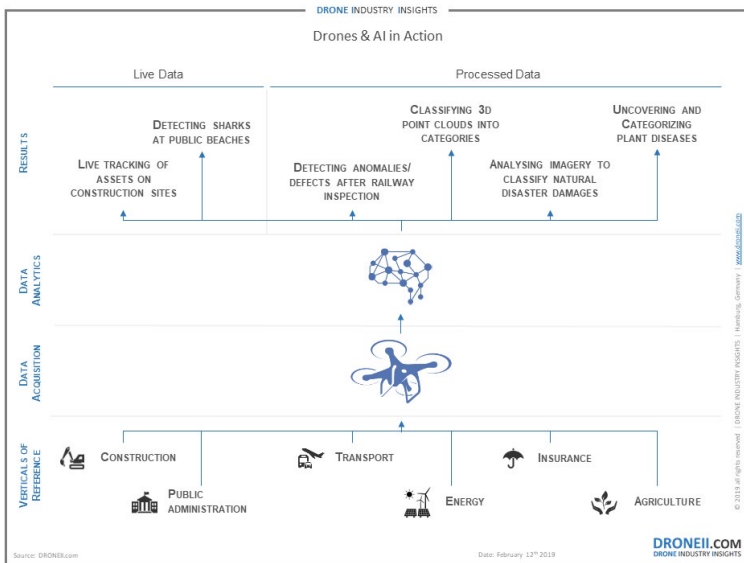 DRONE INDUSTRY INSIGHTS
Drones & AI in Action
Live Data
Processed Data
RESULTS
DETECTING SHARKS
AT PUBLIC BEACHES
LIVE TRACKING OF
ASSETS ON
CONSTRUCTION SITES
CLASSIFYING 3D
POINT CLOUDS INTO
CATEGORIES
DETECTING ANOMALIES/
DEFECTS AFTER RAILWAY
INSPECTION
UNCOVERING AND
CATEGORIZING
PLANT DISEASES
ANALYSING IMAGERY TO
CLASSIFY NATURAL
DISASTER DAMAGES
DATA
ANALYTICS
DATA
ACQUISITION
VERTICALS OF
REFERENCE
CONSTRUCTION
TRANSPORT
INSURANCE
PUBLIC
ADMINISTRATION
ENERGY
AGRICULTURE
© 2019 all rights reserved | DRONE INDUSTRY INSIGHTS | Hamburg, Germany | www.droneii.com
Source: DRONEII.com
Date: February 12th 2019
DRONEII.COM
DRONE INDUSTRY INSIGHTS